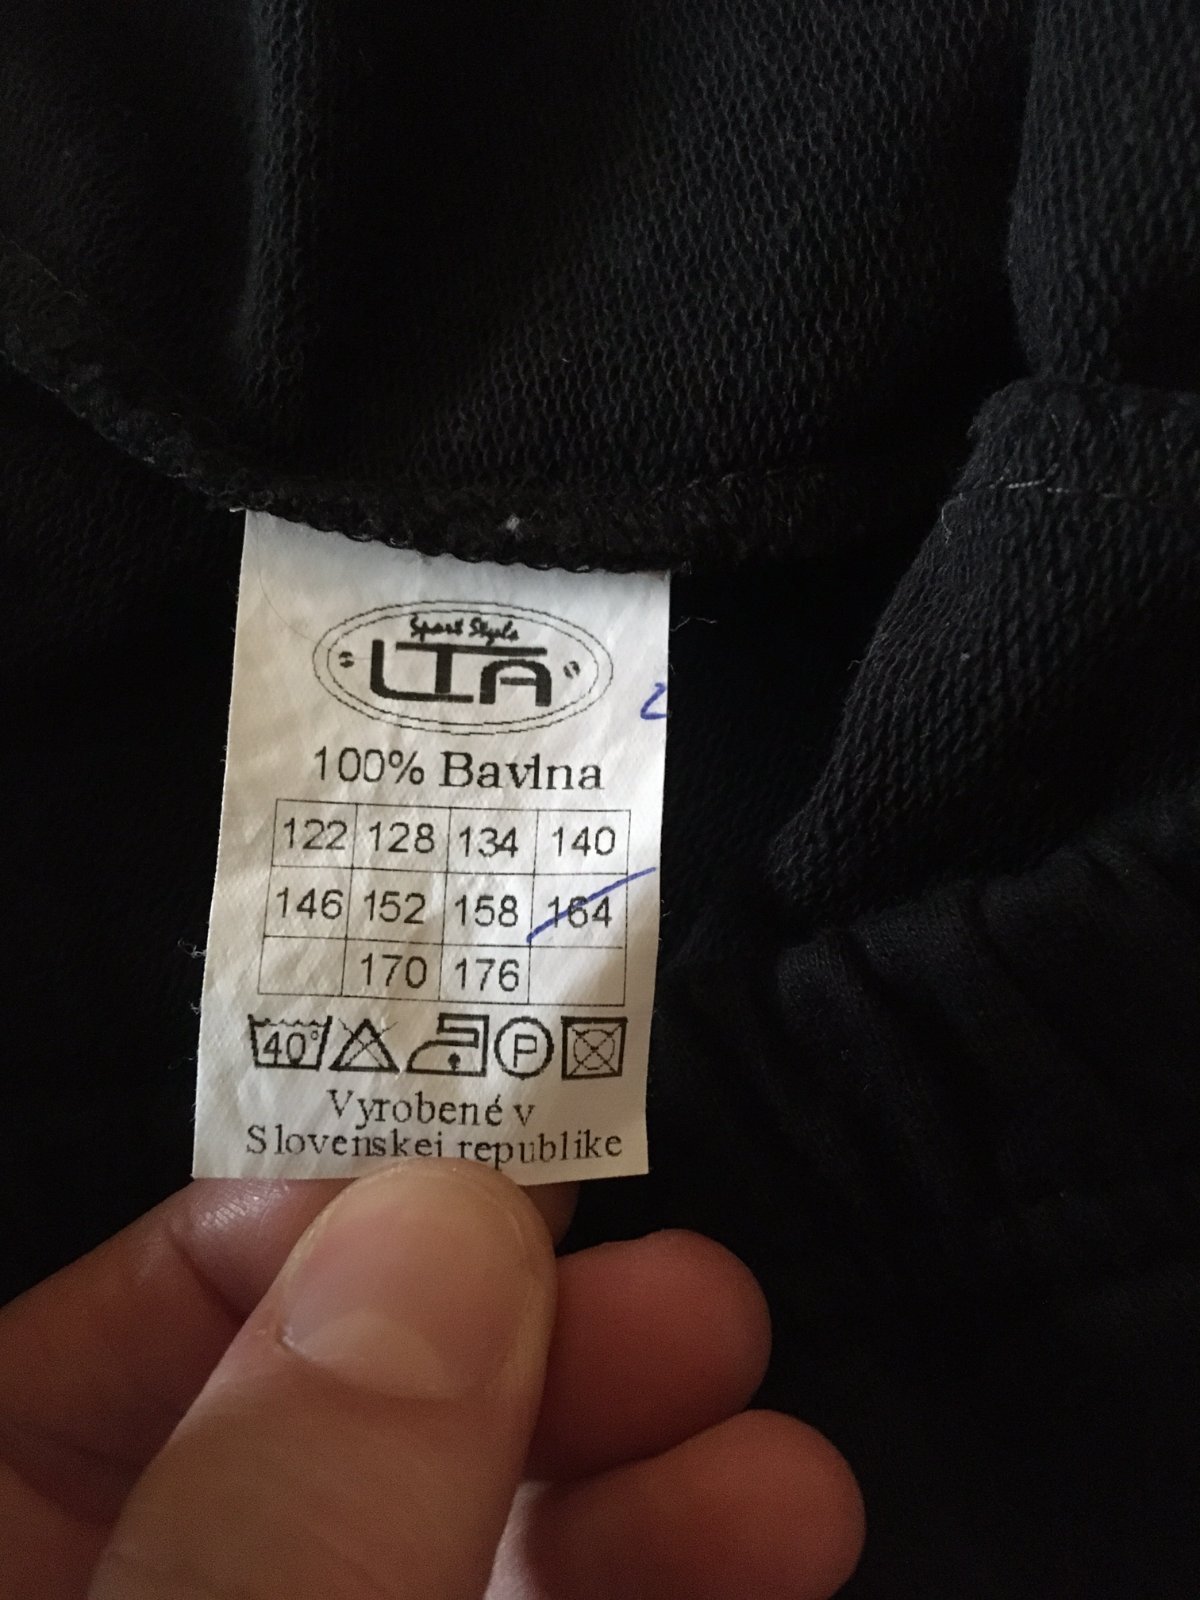 Sport Style
LTA
2
100% Bavlna
122 128 134 140
146 152 158 164
170 176
40° P
Vyrobené v
Slovenskej republike